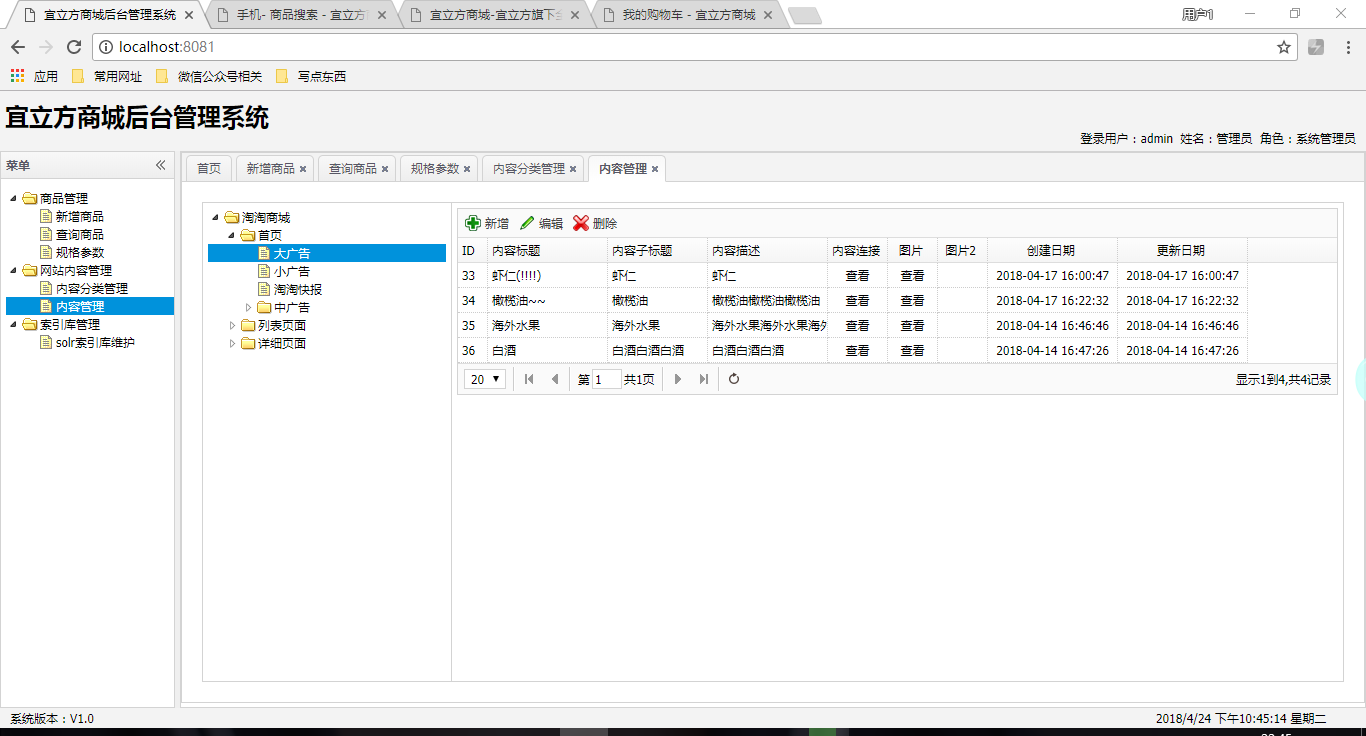 宜立方商城后台管理系统 手机- 商品搜索 - 宜立方 宜立方商城-宜立方旗下 我的购物车 - 宜立方商城 用户1
localhost:8081
应用 常用网址 微信公众号相关 写点东西
宜立方商城后台管理系统
登录用户：admin 姓名：管理员 角色：系统管理员
菜单
商品管理
新增商品
查询商品
规格参数
网站内容管理
内容分类管理
内容管理
索引库管理
solr索引库维护
首页 新增商品 查询商品 规格参数 内容分类管理 内容管理
淘淘商城
首页
大广告
小广告
淘淘快报
中广告
列表页面
详细页面
新增 编辑 删除
ID 内容标题 内容子标题 内容描述 内容连接 图片 图片2 创建日期 更新日期
33 虾仁(!!!!) 虾仁 虾仁 查看 查看 2018-04-17 16:00:47 2018-04-17 16:00:47
34 橄榄油~~ 橄榄油 橄榄油橄榄油橄榄油 查看 查看 2018-04-17 16:22:32 2018-04-17 16:22:32
35 海外水果 海外水果 海外水果海外水果海外 查看 查看 2018-04-14 16:46:46 2018-04-14 16:46:46
36 白酒 白酒白酒白酒 白酒白酒白酒 查看 查看 2018-04-14 16:47:26 2018-04-14 16:47:26
20 第 1 共1页 显示1到4,共4记录
系统版本：V1.0
2018/4/24 下午10:45:14 星期二